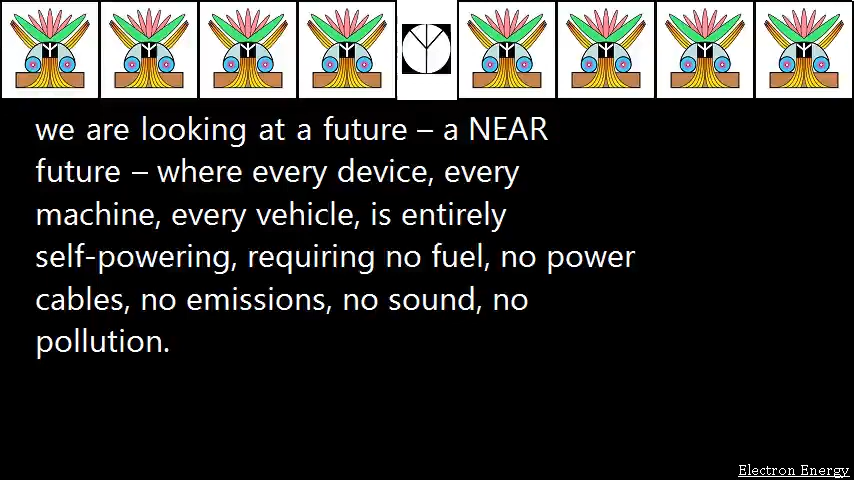 we are looking at a future – a NEAR
future – where every device, every
machine, every vehicle, is entirely
self-powering, requiring no fuel, no power
cables, no emissions, no sound, no
pollution.
Electron Energy